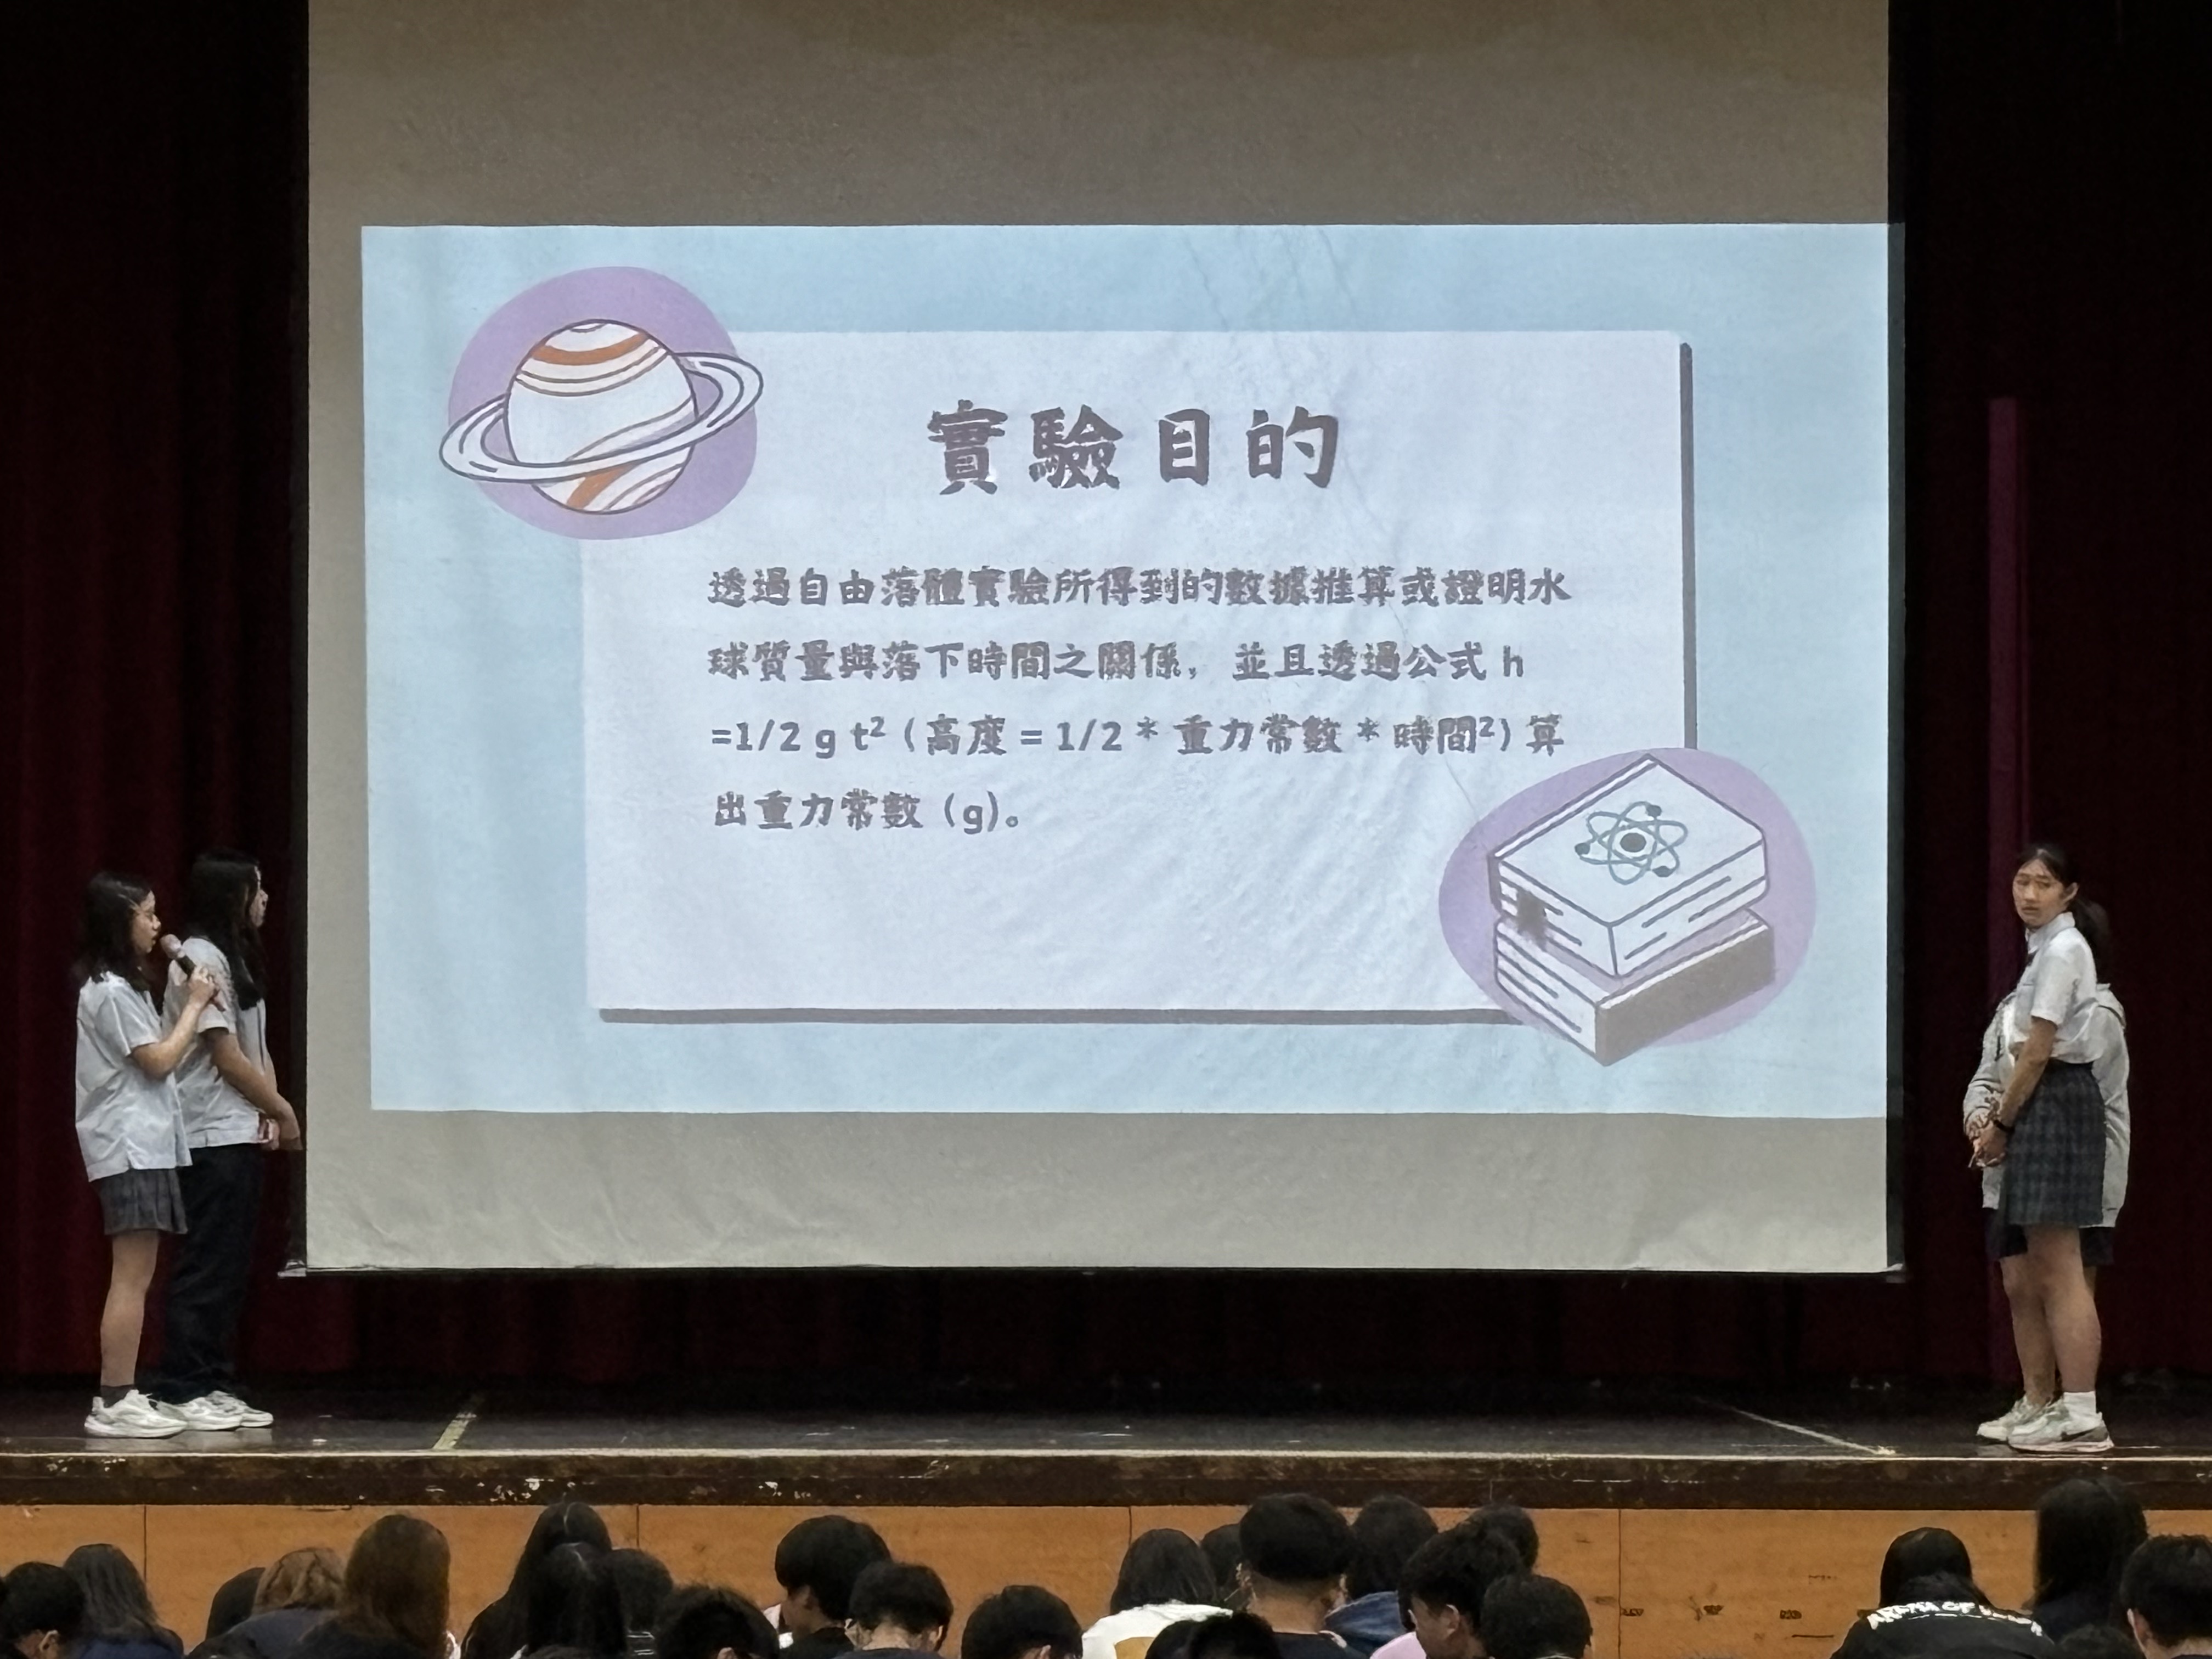 實驗目的
透過自由落體實驗所得到的數據推算或證明水
球質量與落下時間之關係，並且透過公式 h
=1/2 g t² (高度 = 1/2 * 重力常數 * 時間²) 算
出重力常數 (g)。